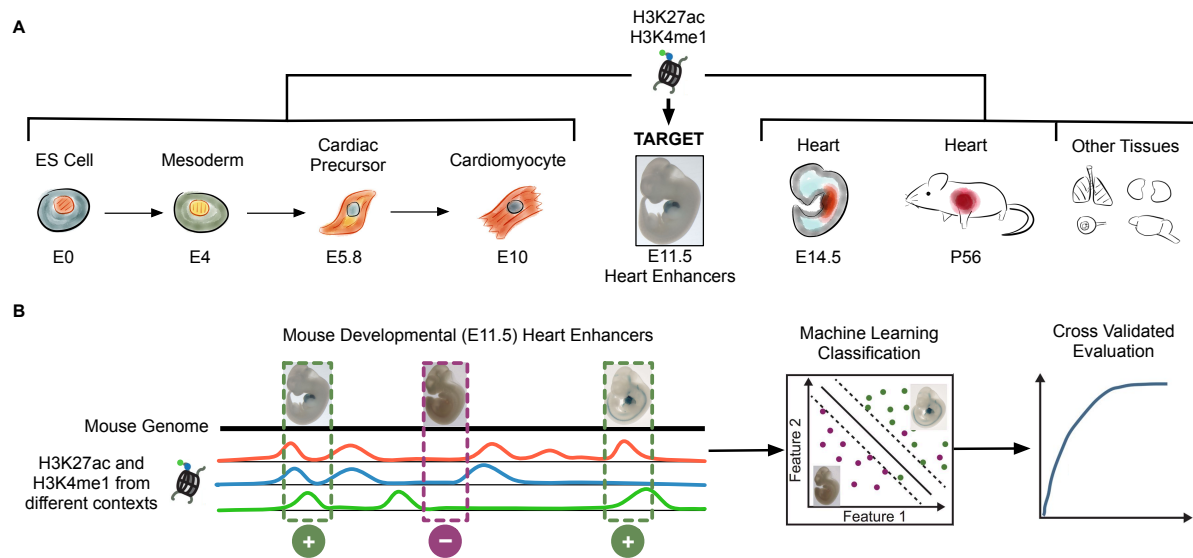 A
H3K27ac
H3K4me1
TARGET
ES Cell
Mesoderm
Cardiac
Precursor
Cardiomyocyte
Heart
Heart
Other Tissues
E0
E4
E5.8
E10
E11.5
Heart Enhancers
E14.5
P56
B
Mouse Developmental (E11.5) Heart Enhancers
Machine Learning
Classification
Cross Validated
Evaluation
Mouse Genome
H3K27ac and
H3K4me1 from
different contexts
+
−
+
Feature 2
Feature 1